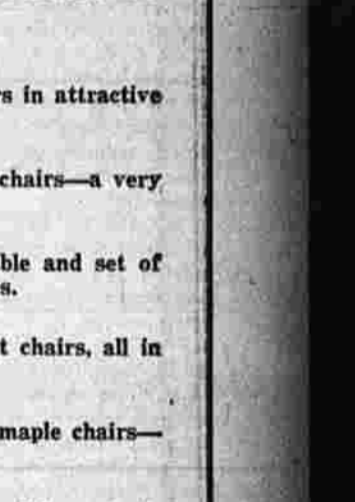 s in attractive
chairs—a very
ble and set of
s.
t chairs, all in
maple chairs—